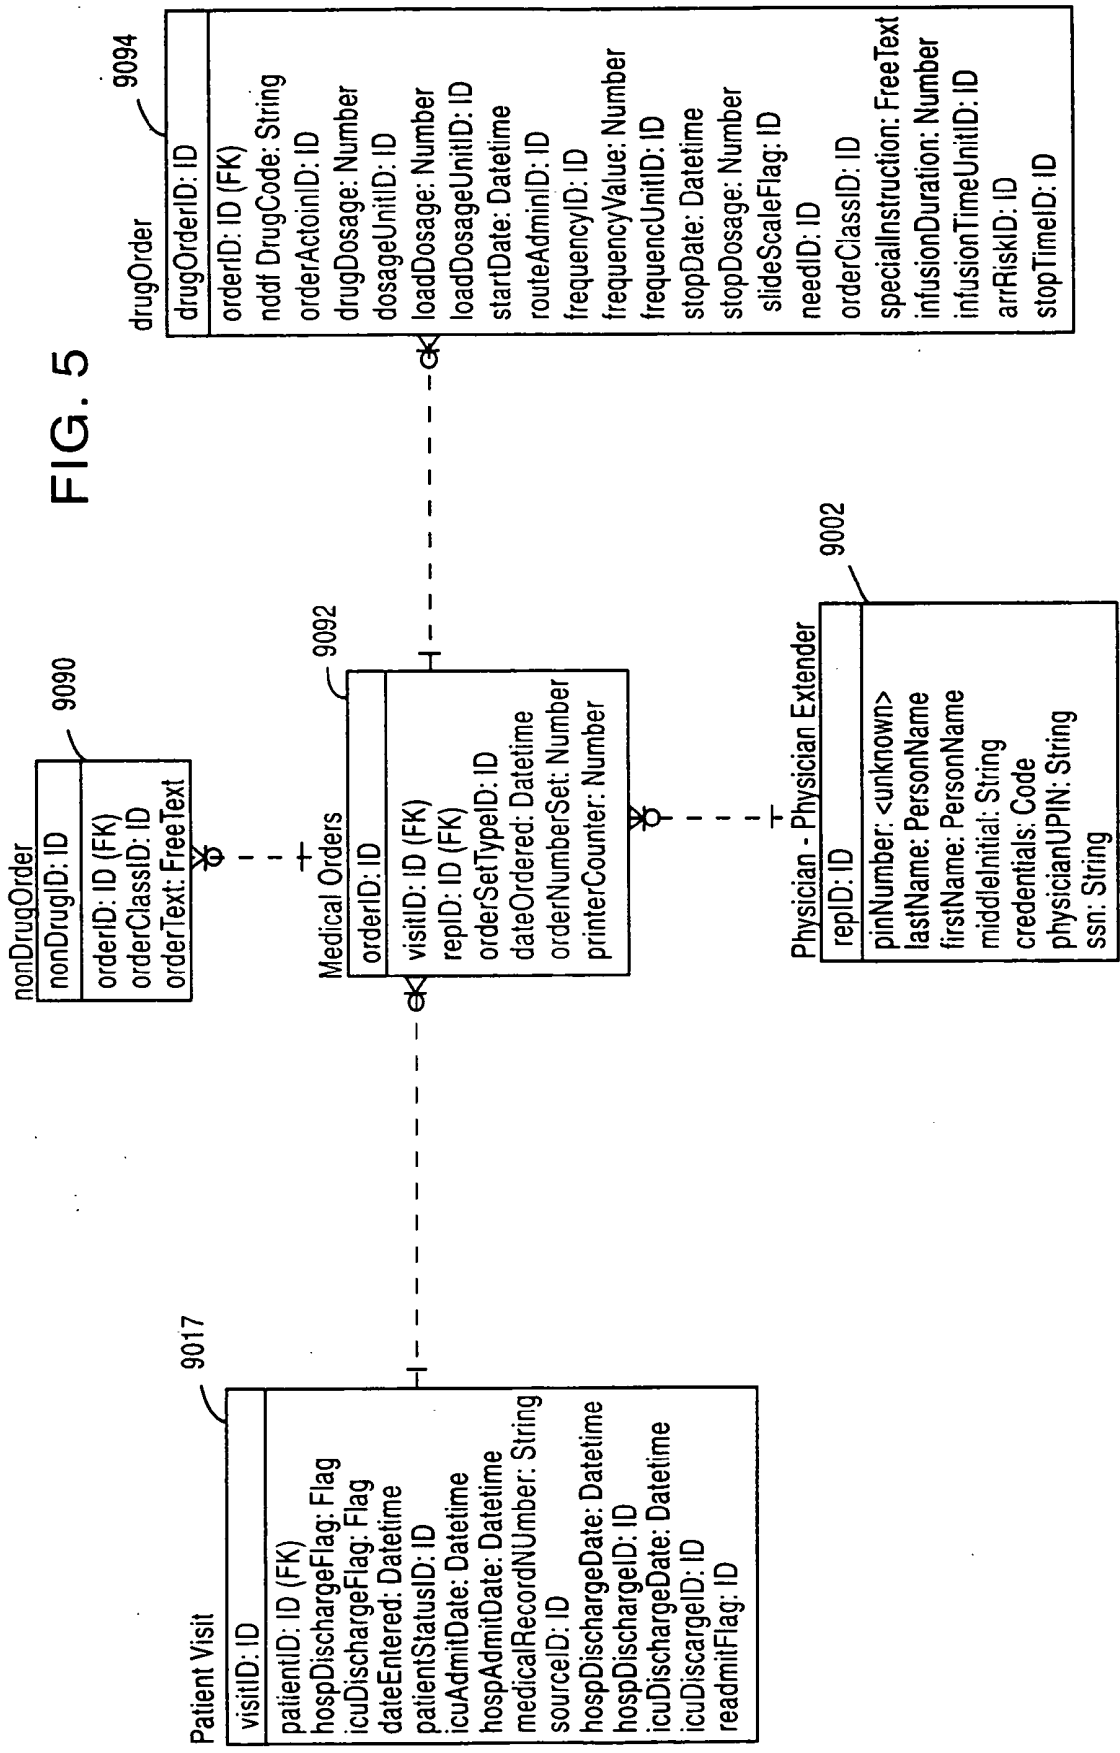 FIG. 5
nonDrugOrder
9090
nonDrugID: ID
orderID: ID (FK)
orderClassID: ID
orderText: FreeText
drugOrder
9094
drugOrderID: ID
orderID: ID (FK)
nddf DrugCode: String
orderActoinID: ID
drugDosage: Number
dosageUnitID: ID
loadDosage: Number
loadDosageUnitID: ID
startDate: Datetime
routeAdminID: ID
frequencyID: ID
frequencyValue: Number
frequencUnitID: ID
stopDate: Datetime
stopDosage: Number
slideScaleFlag: ID
needID: ID
orderClassID: ID
specialInstruction: FreeText
infusionDuration: Number
infusionTimeUnitID: ID
arrRiskID: ID
stopTimeID: ID
Medical Orders
9092
orderID: ID
visitID: ID (FK)
repID: ID (FK)
orderSetTypeID: ID
dateOrdered: Datetime
orderNumberSet: Number
printerCounter: Number
Patient Visit
9017
visitID: ID
patientID: ID (FK)
hospDischargeFlag: Flag
icuDischargeFlag: Flag
dateEntered: Datetime
patientStatusID: ID
icuAdmitDate: Datetime
hospAdmitDate: Datetime
medicalRecordNUmber: String
sourceID: ID
hospDischargeDate: Datetime
hospDischargeID: ID
icuDischargeDate: Datetime
icuDiscargeID: ID
readmitFlag: ID
Physician - Physician Extender
9002
repID: ID
pinNumber: <unknown>
lastName: PersonName
firstName: PersonName
middleInitial: String
credentials: Code
physicianUPIN: String
ssn: String